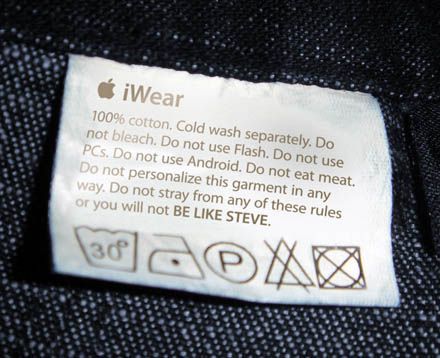 iWear
100% cotton. Cold wash separately. Do
not bleach. Do not use Flash. Do not use
PCs. Do not use Android. Do not eat meat.
Do not personalize this garment in any
way. Do not stray from any of these rules
or you will not BE LIKE STEVE.
30° P